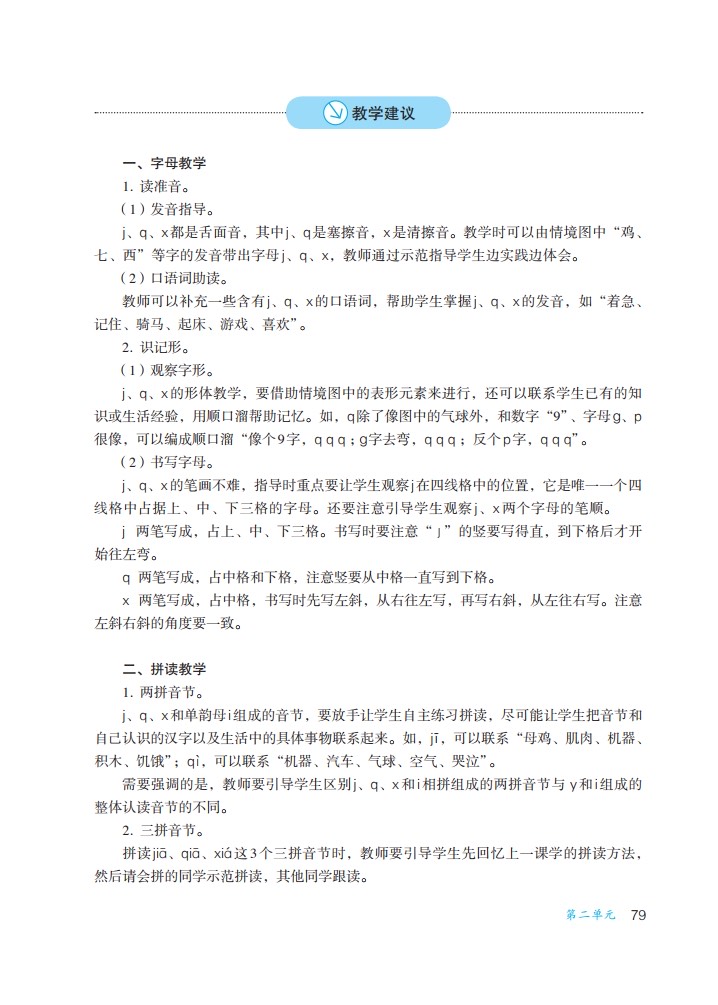 教学建议
一、字母教学
1. 读准音。
（1）发音指导。
j、q、x都是舌面音，其中j、q是塞擦音，x是清擦音。教学时可以由情境图中“鸡、
七、西”等字的发音带出字母j、q、x，教师通过示范指导学生边实践边体会。
（2）口语词助读。
教师可以补充一些含有j、q、x的口语词，帮助学生掌握j、q、x的发音，如“着急、
记住、骑马、起床、游戏、喜欢”。
2. 识记形。
（1）观察字形。
j、q、x的形体教学，要借助情境图中的表形元素来进行，还可以联系学生已有的知
识或生活经验，用顺口溜帮助记忆。如，q除了像图中的气球外，和数字“9”、字母g、p
很像，可以编成顺口溜“像个9字，q q q；g字去弯，q q q；反个p字，q q q”。
（2）书写字母。
j、q、x的笔画不难，指导时重点要让学生观察j在四线格中的位置，它是唯一一个四
线格中占据上、中、下三格的字母。还要注意引导学生观察j、x两个字母的笔顺。
j 两笔写成，占上、中、下三格。书写时要注意“ȷ”的竖要写得直，到下格后才开
始往左弯。
q 两笔写成，占中格和下格，注意竖要从中格一直写到下格。
x 两笔写成，占中格，书写时先写左斜，从右往左写，再写右斜，从左往右写。注意
左斜右斜的角度要一致。
二、拼读教学
1. 两拼音节。
j、q、x和单韵母i组成的音节，要放手让学生自主练习拼读，尽可能让学生把音节和
自己认识的汉字以及生活中的具体事物联系起来。如，jī，可以联系“母鸡、肌肉、机器、
积木、饥饿”；qì，可以联系“机器、汽车、气球、空气、哭泣”。
需要强调的是，教师要引导学生区别j、q、x和i相拼组成的两拼音节与y和i组成的
整体认读音节的不同。
2. 三拼音节。
拼读jiā、qiā、xiá这3个三拼音节时，教师要引导学生先回忆上一课学的拼读方法，
然后请会拼的同学示范拼读，其他同学跟读。
第二单元 79